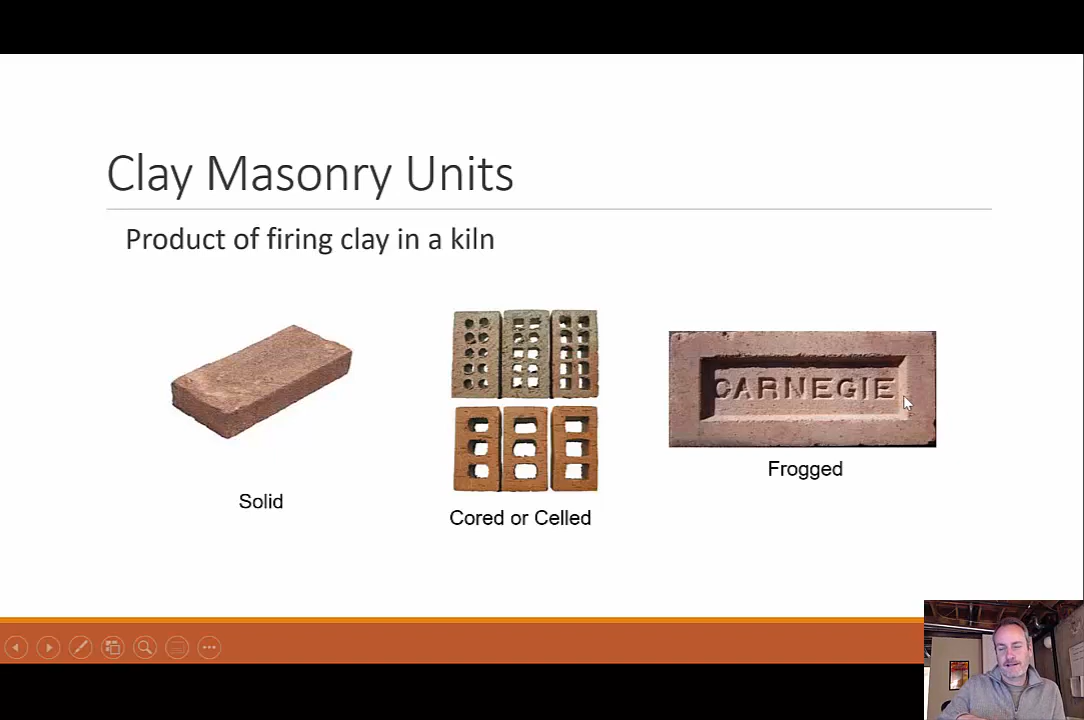 Clay Masonry Units
Product of firing clay in a kiln
CARNEGIE
Solid
Cored or Celled
Frogged